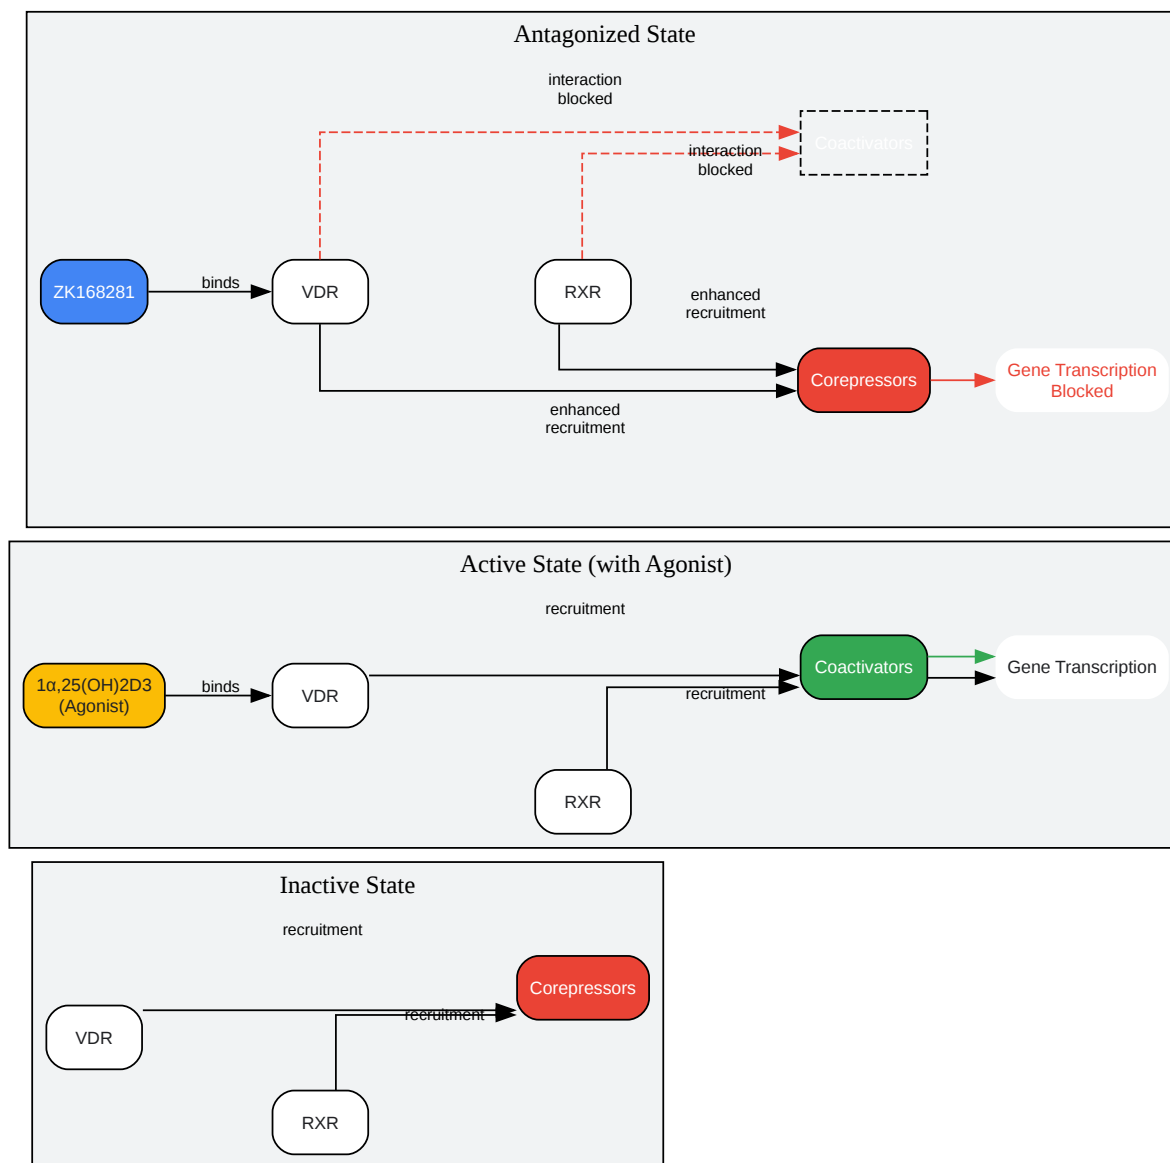 Antagonized State
interaction
blocked
Coactivators
interaction
blocked
ZK168281
binds
VDR
RXR
enhanced
recruitment
Corepressors
Gene Transcription
Blocked
enhanced
recruitment
Active State (with Agonist)
recruitment
Coactivators
Gene Transcription
1α,25(OH)2D3
(Agonist)
binds
VDR
recruitment
RXR
Inactive State
recruitment
Corepressors
recruitment
VDR
RXR